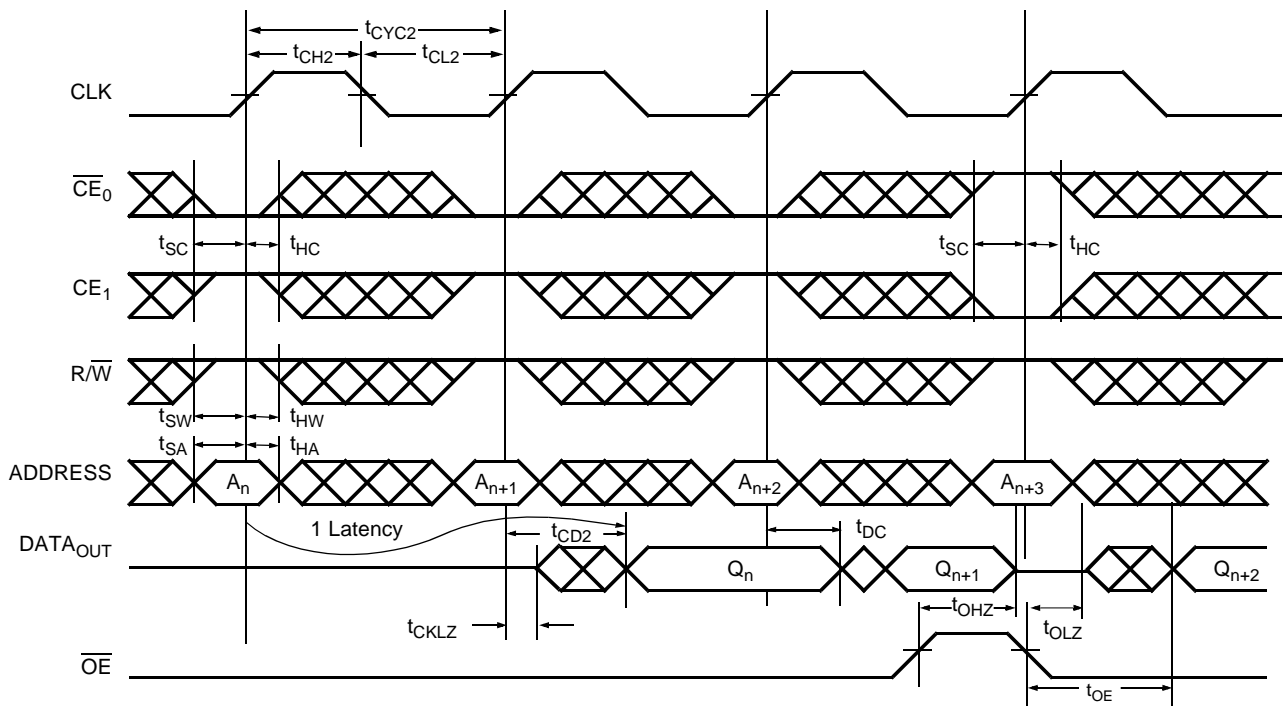 tCYC2
tCH2 tCL2
CLK
CE0
tSC tHC tSC tHC
CE1
R/W
tSW tHW
tSA tHA
ADDRESS An An+1 An+2 An+3
1 Latency tCD2 tDC
DATAOUT Qn Qn+1 Qn+2
tOHZ
tCKLZ tOLZ
OE
tOE